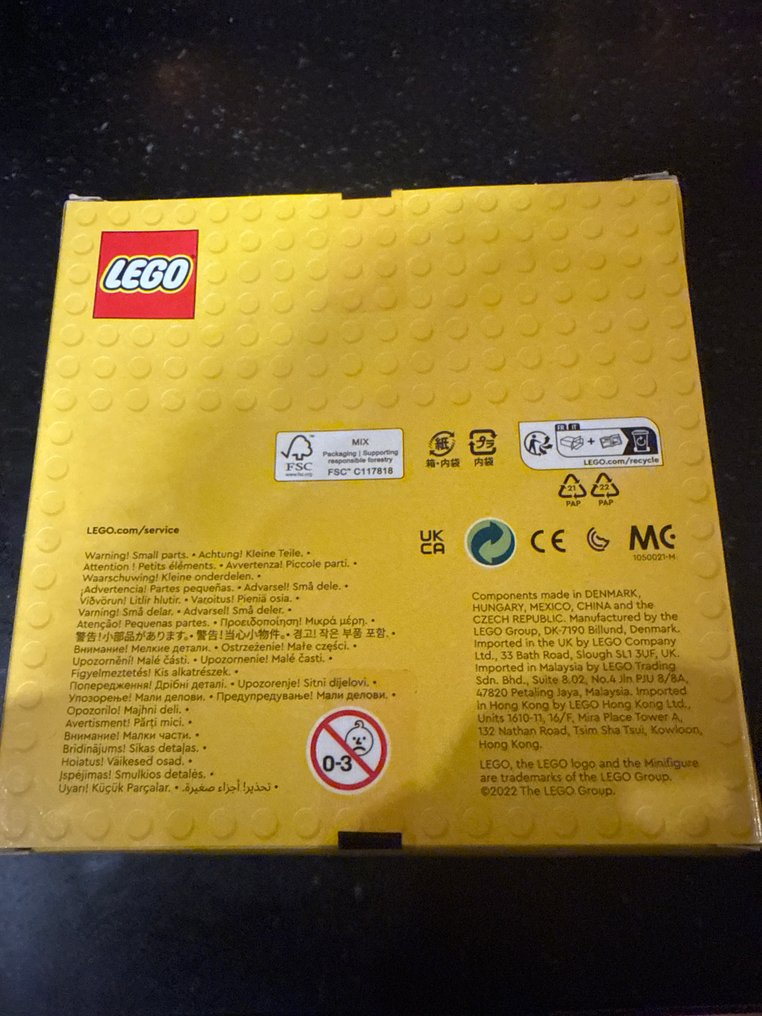 LEGO
FSC
www.fsc.org
MIX
Packaging | Supporting
responsible forestry
FSC™ C117818
紙
箱・内袋
プラ
内袋
FR IT
+
LEGO.com/recycle
21
PAP
22
PAP
LEGO.com/service
UK
CA
CE
MC
1050021-M
Warning! Small parts. • Achtung! Kleine Teile. •
Attention ! Petits éléments. • Avvertenza! Piccole parti. •
Waarschuwing! Kleine onderdelen. •
¡Advertencia! Partes pequeñas. • Advarsel! Små dele. •
Viðvörun! Litlir hlutir. • Varoitus! Pieniä osia. •
Varning! Små delar. • Advarsel! Små deler. •
Atenção! Pequenas partes. • Προειδοποίηση! Μικρά μέρη. •
警告!小部品があります。• 警告!当心小物件。• 경고! 작은 부품 포함. •
Внимание! Мелкие детали. • Ostrzeżenie! Małe części. •
Upozornění! Malé části. • Upozornenie! Malé časti. •
Figyelmeztetés! Kis alkatrészek. •
Попередження! Дрібні деталі. • Upozorenje! Sitni dijelovi. •
Упозорење! Мали делови. • Предупредување! Мали делови. •
Opozorilo! Majhni deli. •
Avertisment! Părți mici. •
Внимание! Малки части. •
Brīdinājums! Sīkas detaļas. •
Hoiatus! Väikesed osad. •
Įspėjimas! Smulkios detalės. •
Uyarı! Küçük Parçalar. • تحذير! أجزاء صغيرة. •
0-3
Components made in DENMARK,
HUNGARY, MEXICO, CHINA and the
CZECH REPUBLIC. Manufactured by the
LEGO Group, DK-7190 Billund, Denmark.
Imported in the UK by LEGO Company
Ltd., 33 Bath Road, Slough SL1 3UF, UK.
Imported in Malaysia by LEGO Trading
Sdn. Bhd., Suite 8.02, No.4 Jln PJU 8/8A,
47820 Petaling Jaya, Malaysia. Imported
in Hong Kong by LEGO Hong Kong Ltd.,
Units 1610-11, 16/F, Mira Place Tower A,
132 Nathan Road, Tsim Sha Tsui, Kowloon,
Hong Kong.
LEGO, the LEGO logo and the Minifigure
are trademarks of the LEGO Group.
©2022 The LEGO Group.